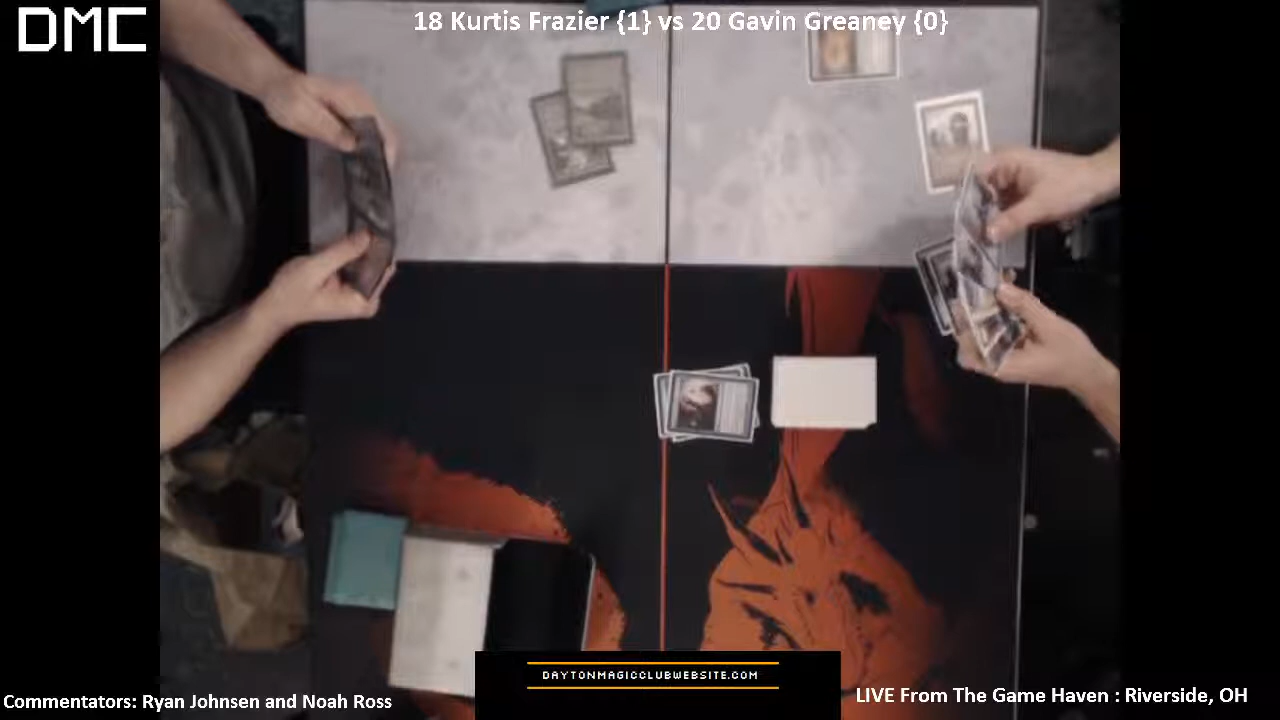 DMC
18 Kurtis Frazier {1} vs 20 Gavin Greaney {0}
DAYTONMAGICCLUBWEBSITE.COM
Commentators: Ryan Johnsen and Noah Ross
LIVE From The Game Haven : Riverside, OH